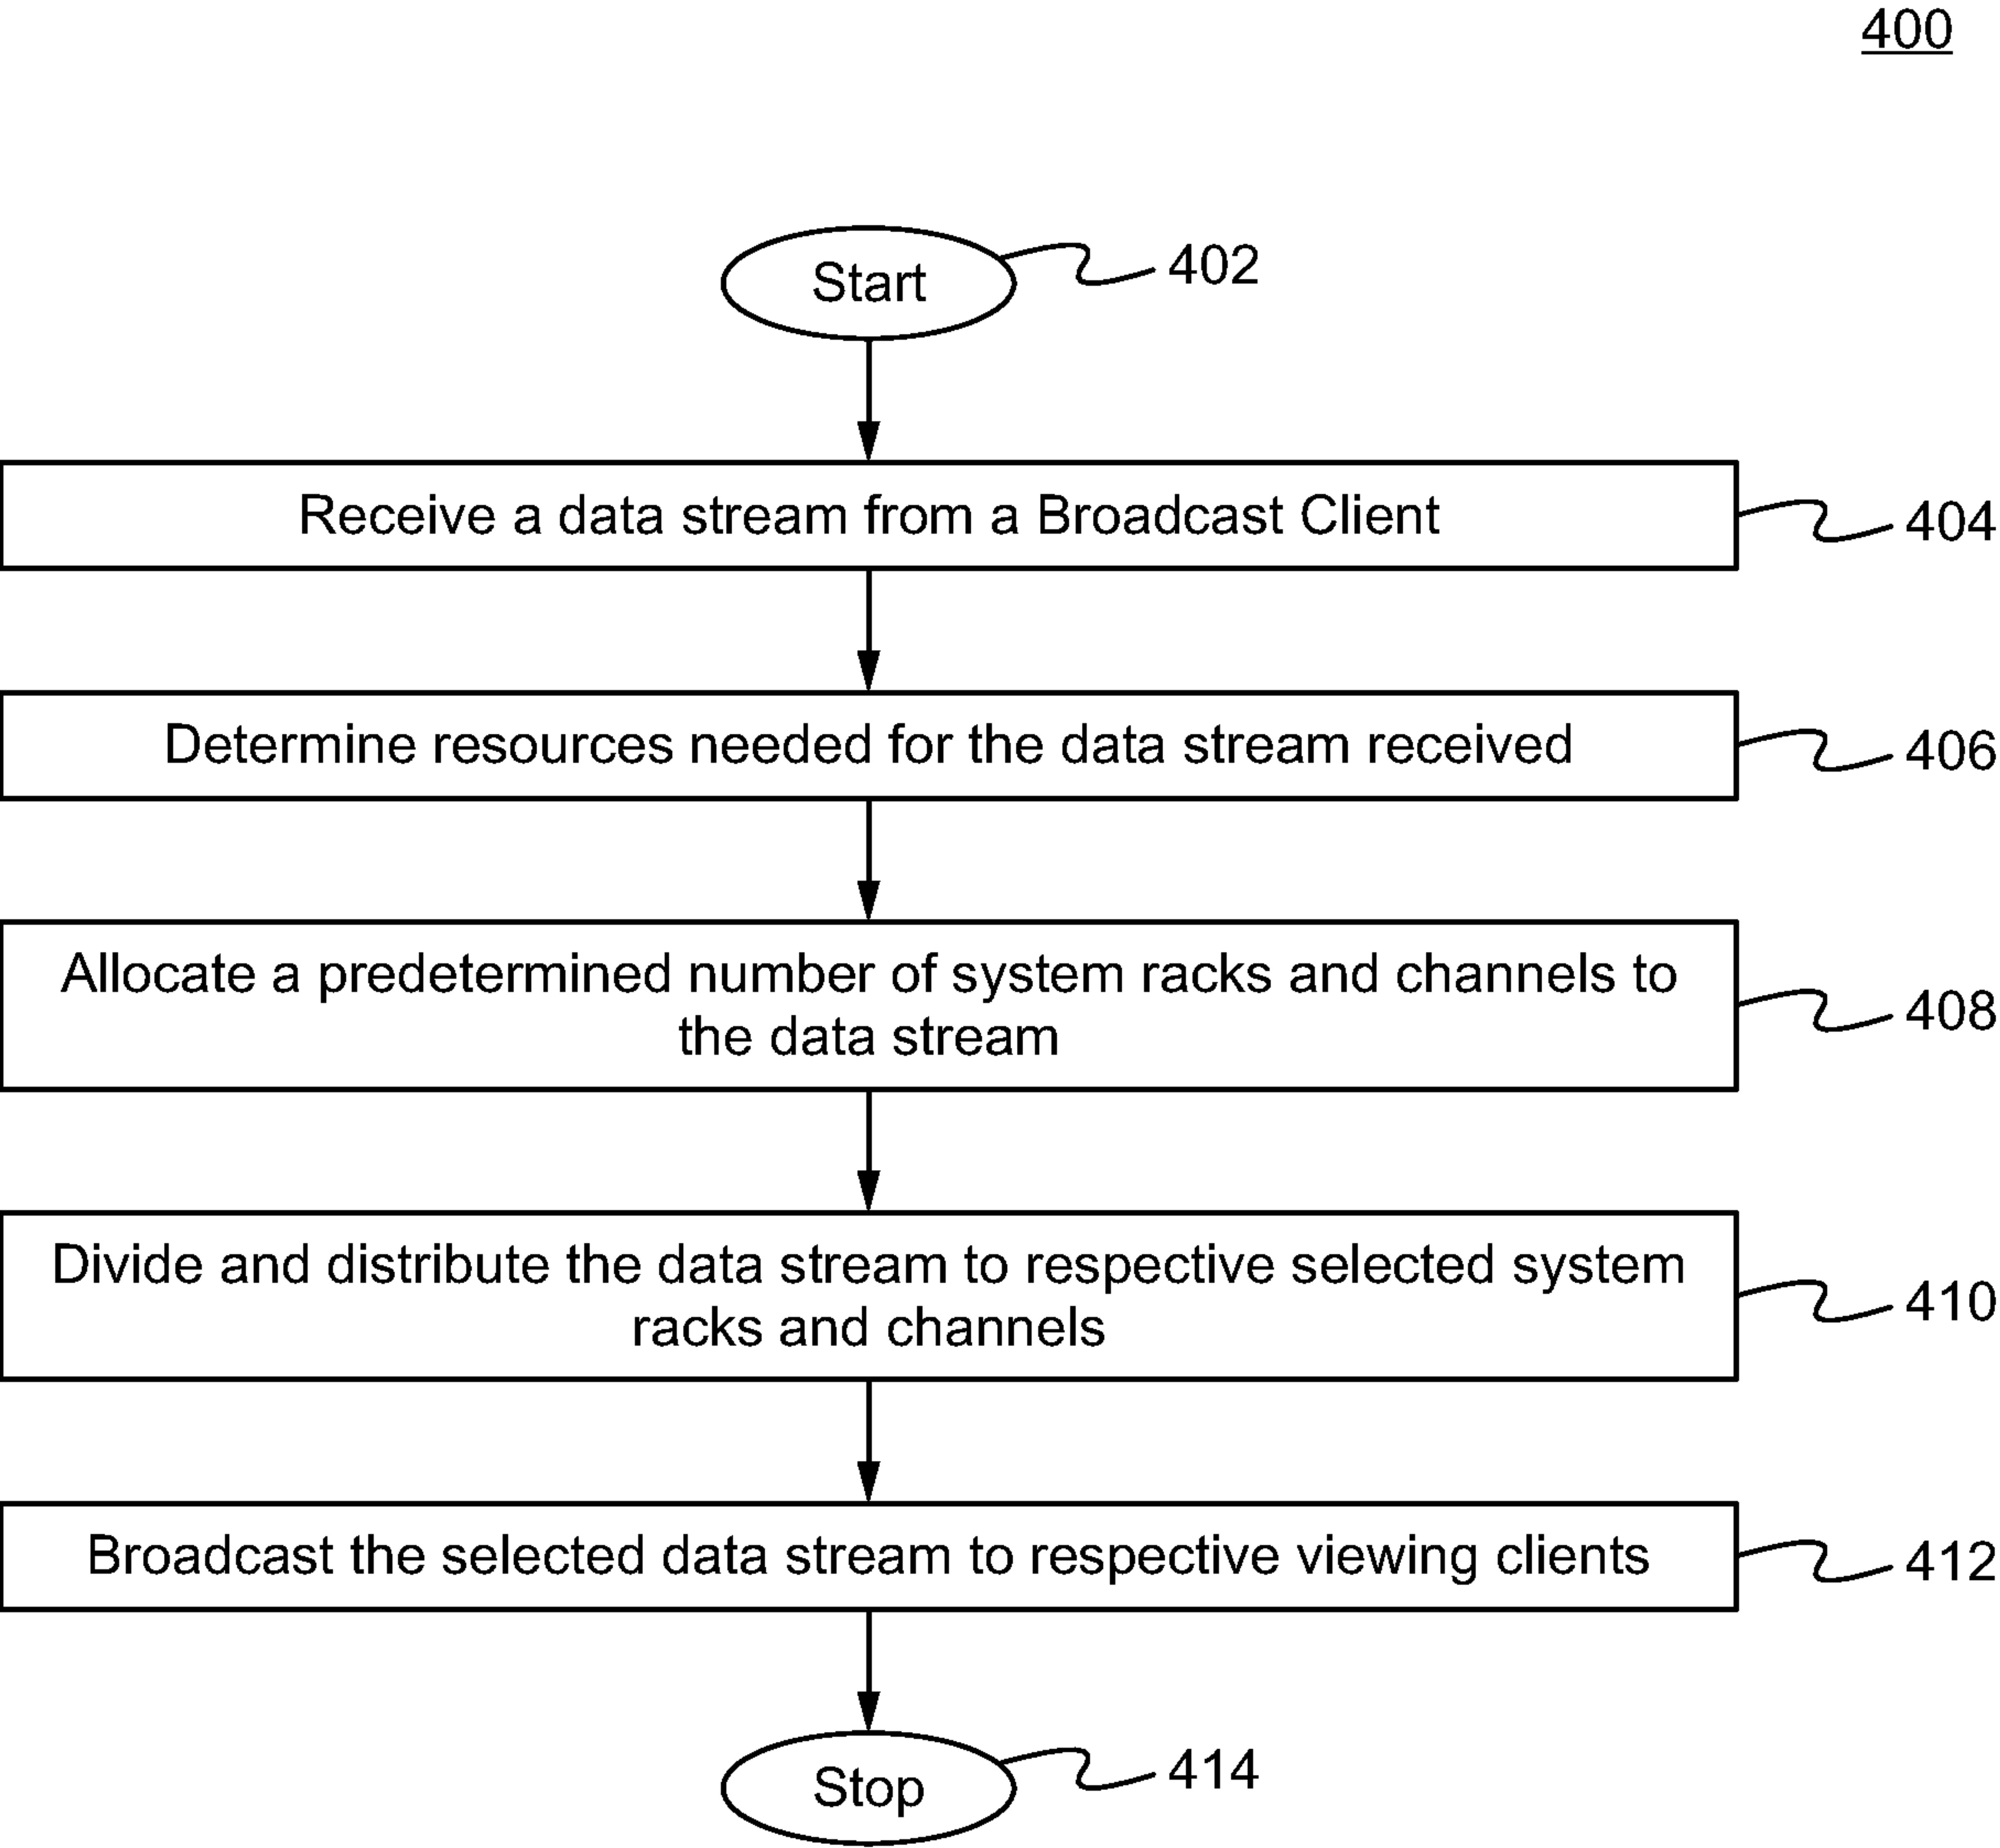 400
Start
402
Receive a data stream from a Broadcast Client
404
Determine resources needed for the data stream received
406
Allocate a predetermined number of system racks and channels to
the data stream
408
Divide and distribute the data stream to respective selected system
racks and channels
410
Broadcast the selected data stream to respective viewing clients
412
Stop
414